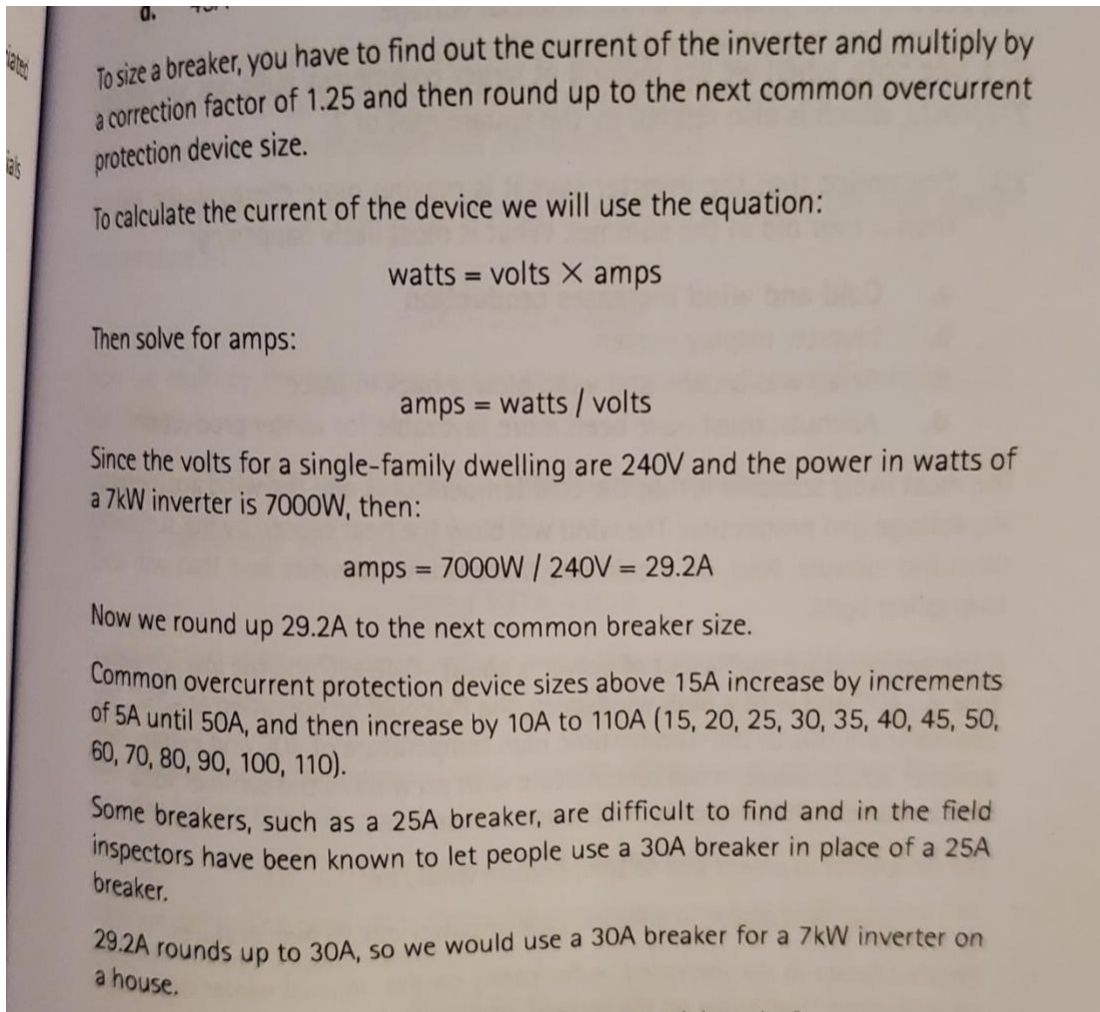 d.
To size a breaker, you have to find out the current of the inverter and multiply by
a correction factor of 1.25 and then round up to the next common overcurrent
protection device size.
To calculate the current of the device we will use the equation:
watts = volts × amps
Then solve for amps:
amps = watts / volts
Since the volts for a single-family dwelling are 240V and the power in watts of
a 7kW inverter is 7000W, then:
amps = 7000W / 240V = 29.2A
Now we round up 29.2A to the next common breaker size.
Common overcurrent protection device sizes above 15A increase by increments
of 5A until 50A, and then increase by 10A to 110A (15, 20, 25, 30, 35, 40, 45, 50,
60, 70, 80, 90, 100, 110).
Some breakers, such as a 25A breaker, are difficult to find and in the field
inspectors have been known to let people use a 30A breaker in place of a 25A
breaker.
29.2A rounds up to 30A, so we would use a 30A breaker for a 7kW inverter on
a house.